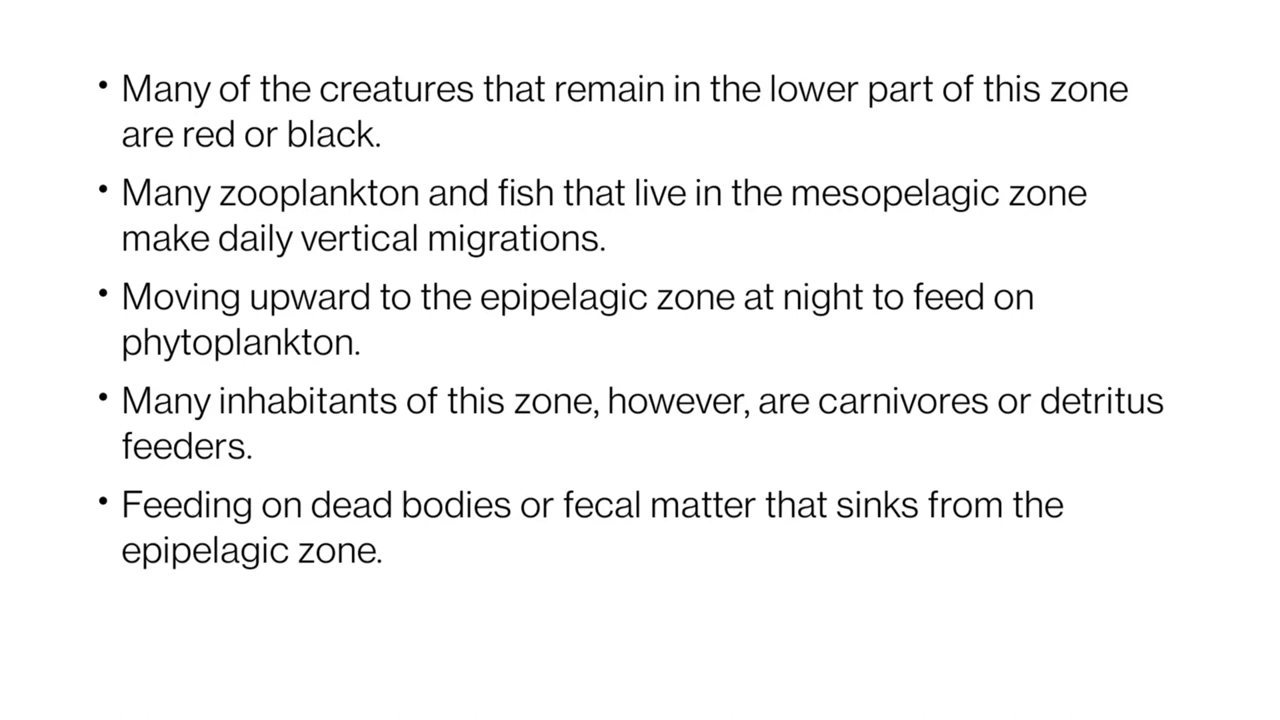 • Many of the creatures that remain in the lower part of this zone
are red or black.
• Many zooplankton and fish that live in the mesopelagic zone
make daily vertical migrations.
• Moving upward to the epipelagic zone at night to feed on
phytoplankton.
• Many inhabitants of this zone, however, are carnivores or detritus
feeders.
• Feeding on dead bodies or fecal matter that sinks from the
epipelagic zone.